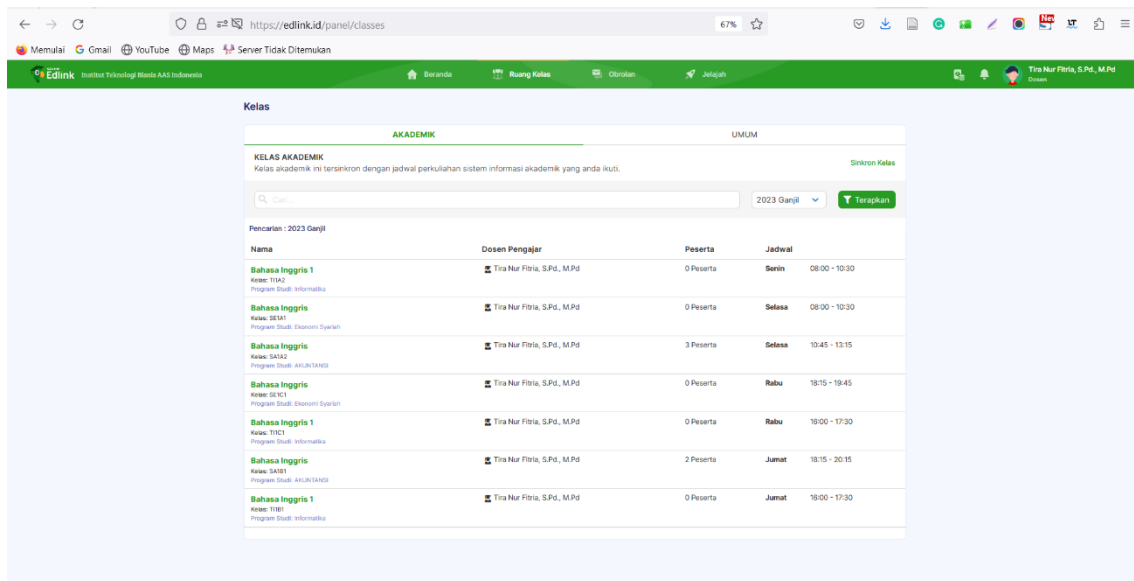 https://edlink.id/panel/classes 67%
Memulai Gmail YouTube Maps Server Tidak Ditemukan
Edlink Institut Teknologi Bisnis AAS Indonesia Beranda Ruang Kelas Obrolan Jelajah Tira Nur Fitria, S.Pd., M.Pd
Dosen
Kelas
AKADEMIK UMUM
KELAS AKADEMIK
Kelas akademik ini tersinkron dengan jadwal perkuliahan sistem informasi akademik yang anda ikuti.
Sinkron Kelas
Cari... 2023 Ganjil Terapkan
Pencarian : 2023 Ganjil
Nama Dosen Pengajar Peserta Jadwal
Bahasa Inggris 1 Tira Nur Fitria, S.Pd., M.Pd 0 Peserta Senin 08:00 - 10:30
Kelas: TI1A2
Program Studi: Informatika
Bahasa Inggris Tira Nur Fitria, S.Pd., M.Pd 0 Peserta Selasa 08:00 - 10:30
Kelas: SE1A1
Program Studi: Ekonomi Syariah
Bahasa Inggris Tira Nur Fitria, S.Pd., M.Pd 3 Peserta Selasa 10:45 - 13:15
Kelas: SA1A2
Program Studi: AKUNTANSI
Bahasa Inggris Tira Nur Fitria, S.Pd., M.Pd 0 Peserta Rabu 18:15 - 19:45
Kelas: SE1C1
Program Studi: Ekonomi Syariah
Bahasa Inggris 1 Tira Nur Fitria, S.Pd., M.Pd 0 Peserta Rabu 16:00 - 17:30
Kelas: TI1C1
Program Studi: Informatika
Bahasa Inggris Tira Nur Fitria, S.Pd., M.Pd 2 Peserta Jumat 18:15 - 20:15
Kelas: SA1B1
Program Studi: AKUNTANSI
Bahasa Inggris 1 Tira Nur Fitria, S.Pd., M.Pd 0 Peserta Jumat 16:00 - 17:30
Kelas: TI1B1
Program Studi: Informatika